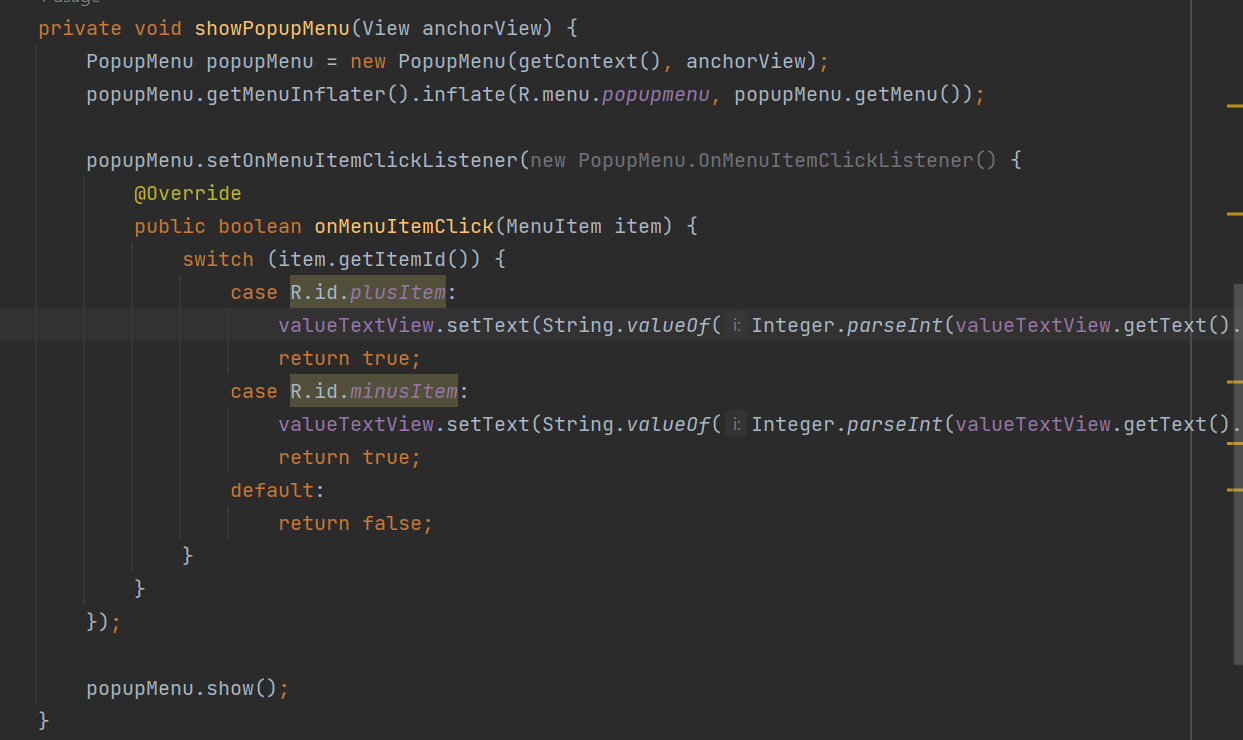 private void showPopupMenu(View anchorView) {
PopupMenu popupMenu = new PopupMenu(getContext(), anchorView);
popupMenu.getMenuInflater().inflate(R.menu.popupmenu, popupMenu.getMenu());
popupMenu.setOnMenuItemClickListener(new PopupMenu.OnMenuItemClickListener() {
@Override
public boolean onMenuItemClick(MenuItem item) {
switch (item.getItemId()) {
case R.id.plusItem:
valueTextView.setText(String.valueOf( i: Integer.parseInt(valueTextView.getText().
return true;
case R.id.minusItem:
valueTextView.setText(String.valueOf( i: Integer.parseInt(valueTextView.getText().
return true;
default:
return false;
}
}
});
popupMenu.show();
}